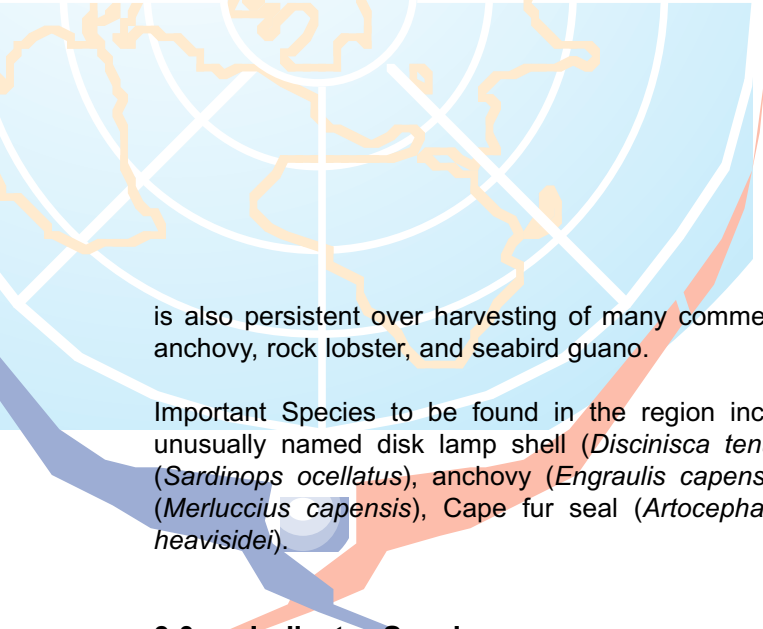 is also persistent over harvesting of many comme
anchovy, rock lobster, and seabird guano.
Important Species to be found in the region inc
unusually named disk lamp shell (Discinisca ten
(Sardinops ocellatus), anchovy (Engraulis capens
(Merluccius capensis), Cape fur seal (Artocepha
heavisidei).